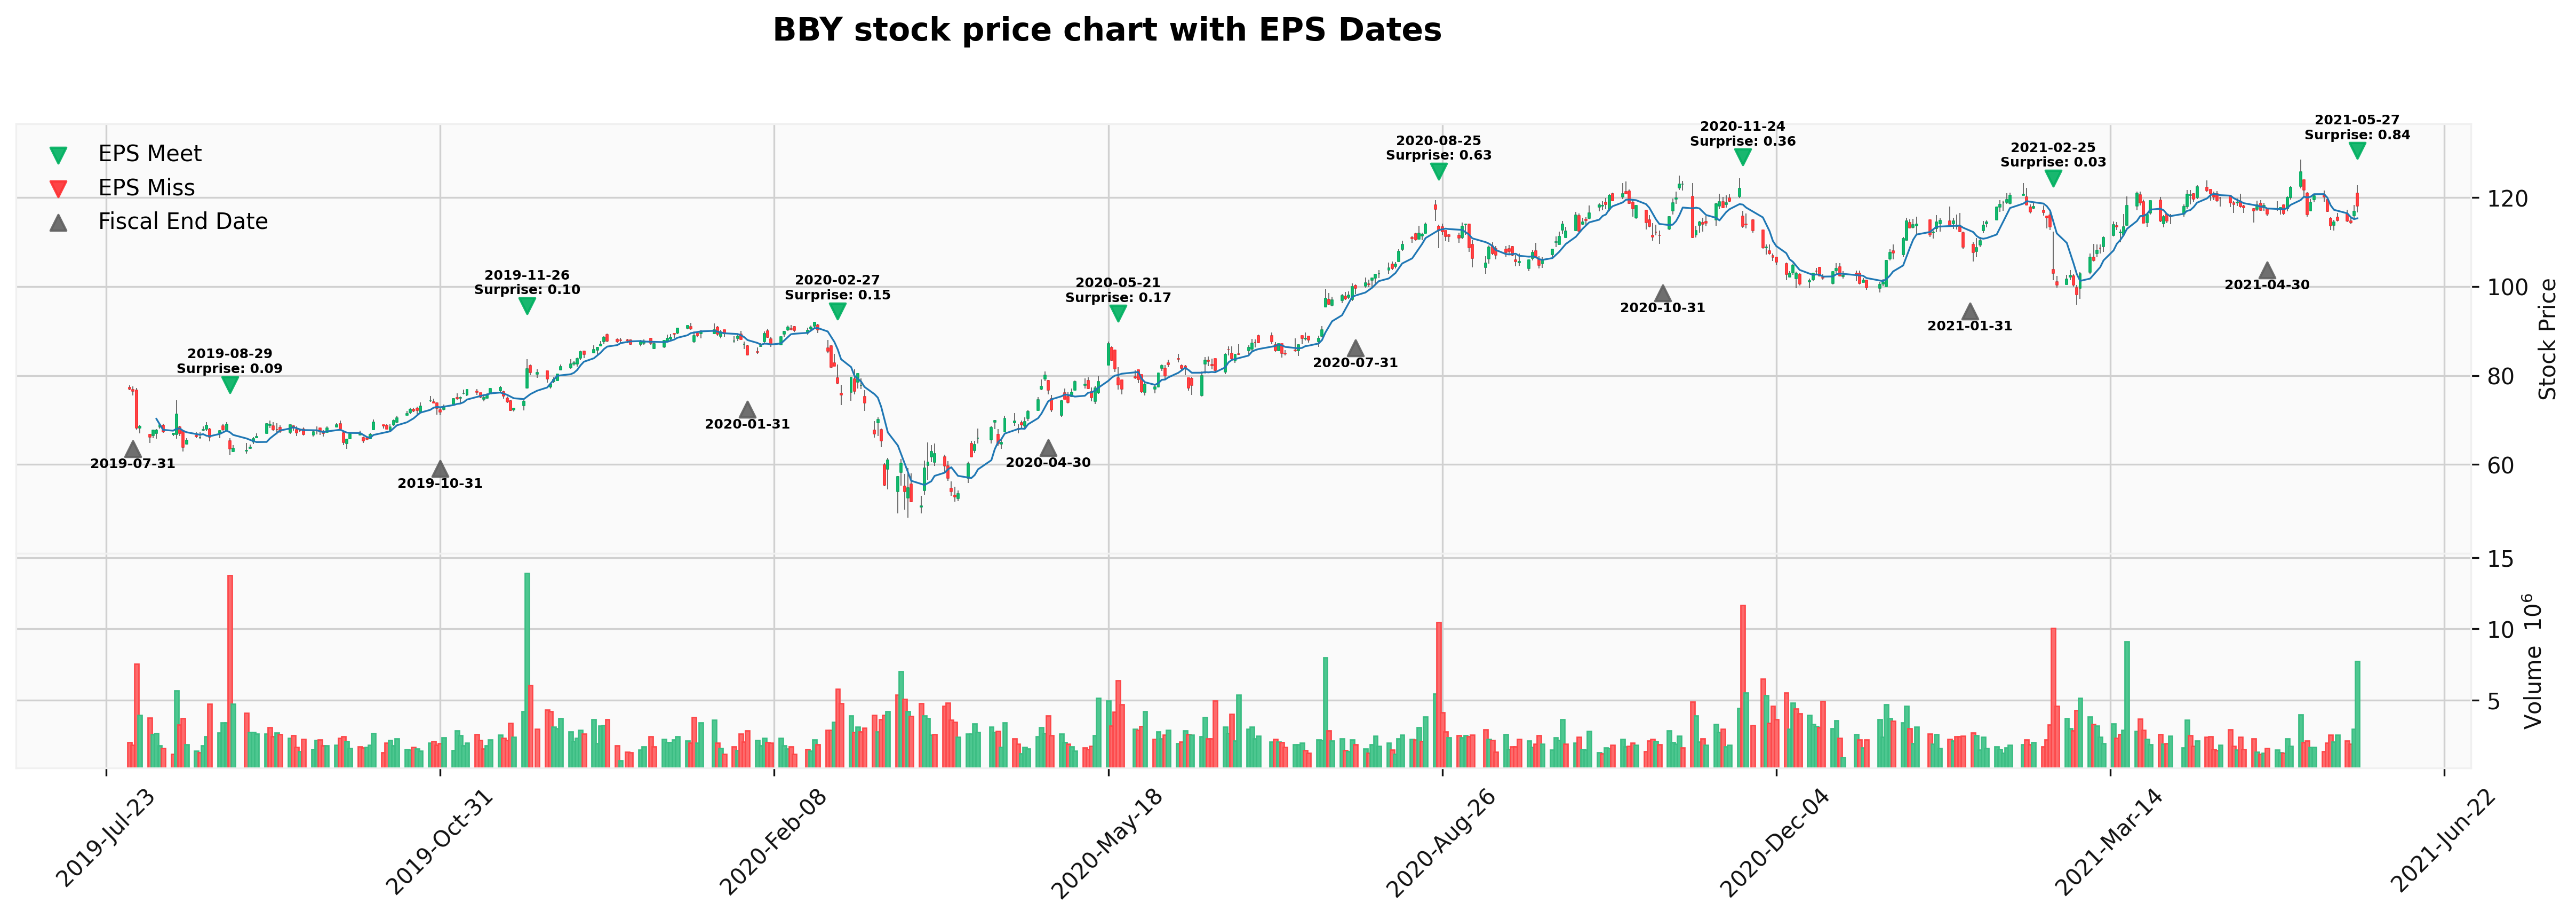 BBY stock price chart with EPS Dates
EPS Meet
EPS Miss
Fiscal End Date
2019-08-29
Surprise: 0.09
2019-11-26
Surprise: 0.10
2020-02-27
Surprise: 0.15
2020-05-21
Surprise: 0.17
2020-08-25
Surprise: 0.63
2020-11-24
Surprise: 0.36
2021-02-25
Surprise: 0.03
2021-05-27
Surprise: 0.84
2019-07-31
2019-10-31
2020-01-31
2020-04-30
2020-07-31
2020-10-31
2021-01-31
2021-04-30
120
100
80
60
Stock Price
15
10
5
Volume 10⁶
2019-Jul-23
2019-Oct-31
2020-Feb-08
2020-May-18
2020-Aug-26
2020-Dec-04
2021-Mar-14
2021-Jun-22